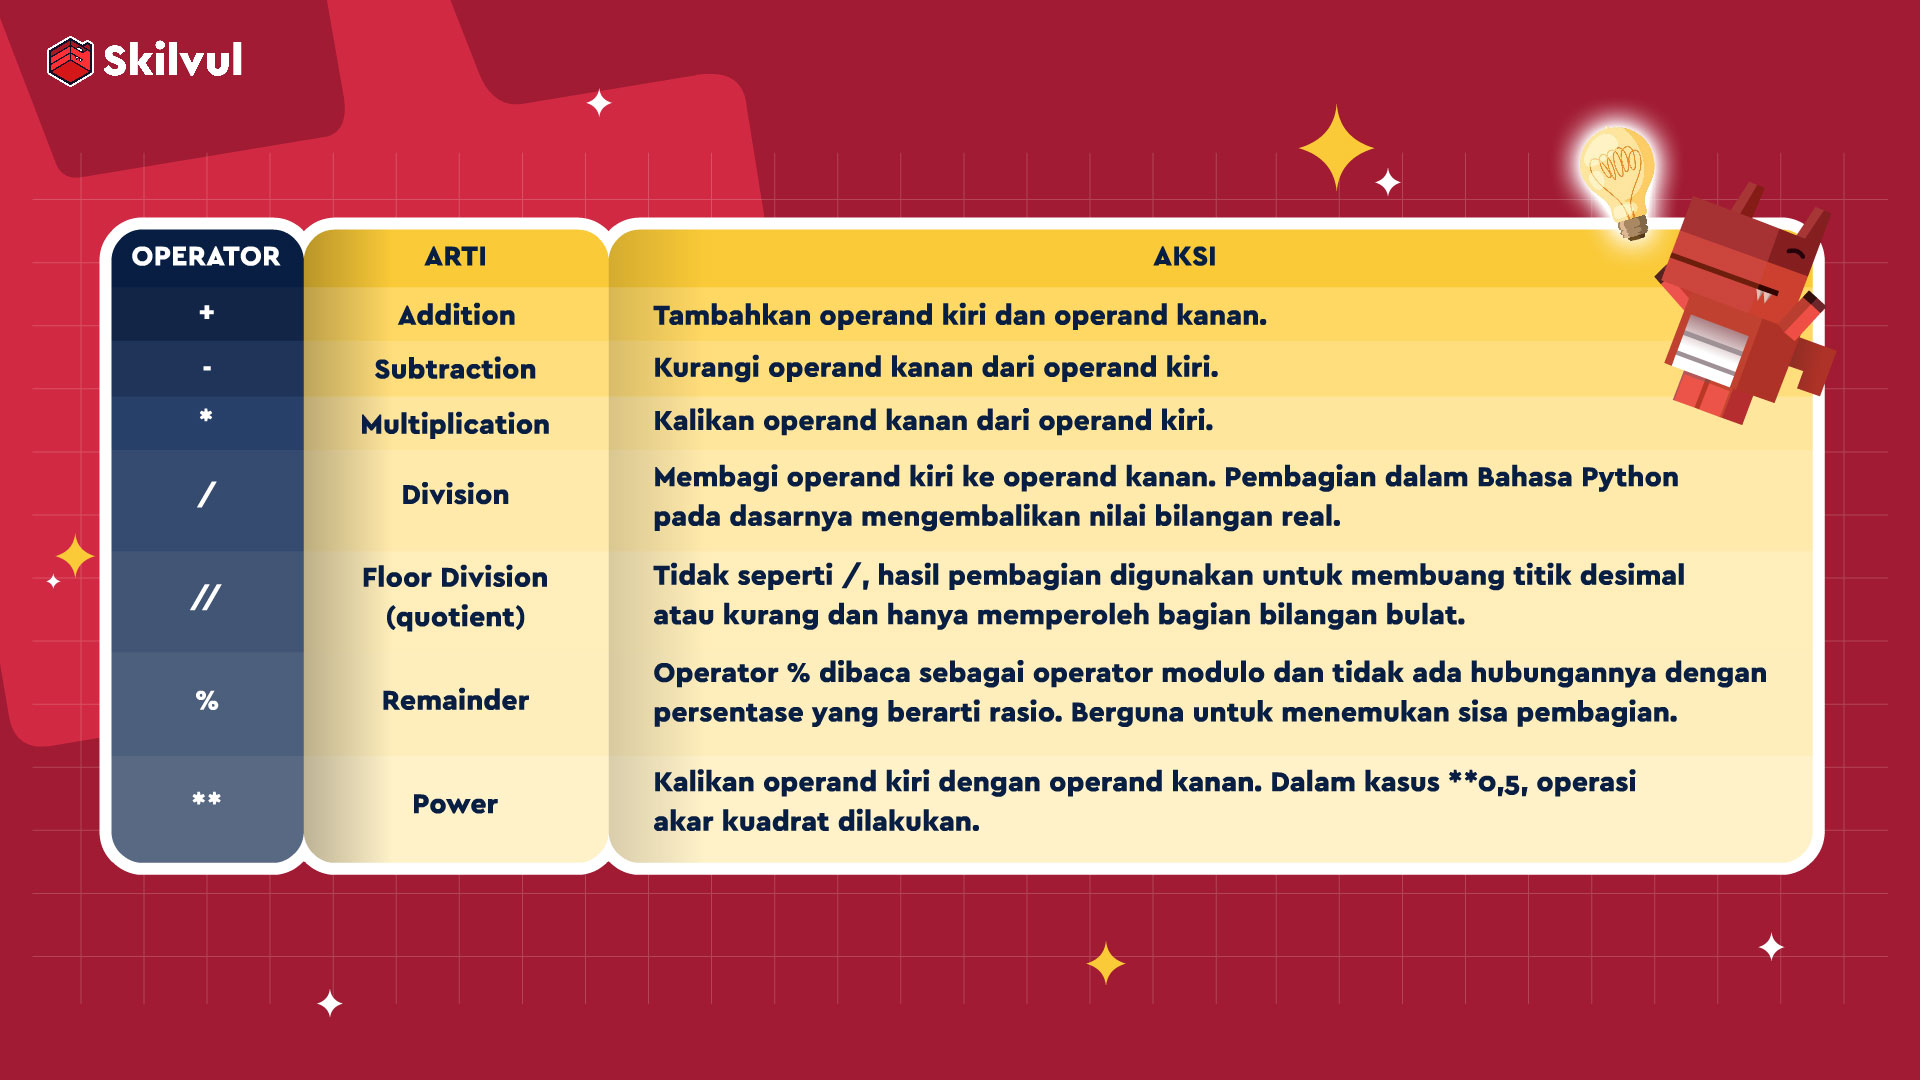 Skilvul
OPERATOR ARTI AKSI
+ Addition Tambahkan operand kiri dan operand kanan.
- Subtraction Kurangi operand kanan dari operand kiri.
* Multiplication Kalikan operand kanan dari operand kiri.
/ Division Membagi operand kiri ke operand kanan. Pembagian dalam Bahasa Python
pada dasarnya mengembalikan nilai bilangan real.
// Floor Division
(quotient)
Tidak seperti /, hasil pembagian digunakan untuk membuang titik desimal
atau kurang dan hanya memperoleh bagian bilangan bulat.
% Remainder Operator % dibaca sebagai operator modulo dan tidak ada hubungannya dengan
persentase yang berarti rasio. Berguna untuk menemukan sisa pembagian.
** Power Kalikan operand kiri dengan operand kanan. Dalam kasus **0,5, operasi
akar kuadrat dilakukan.